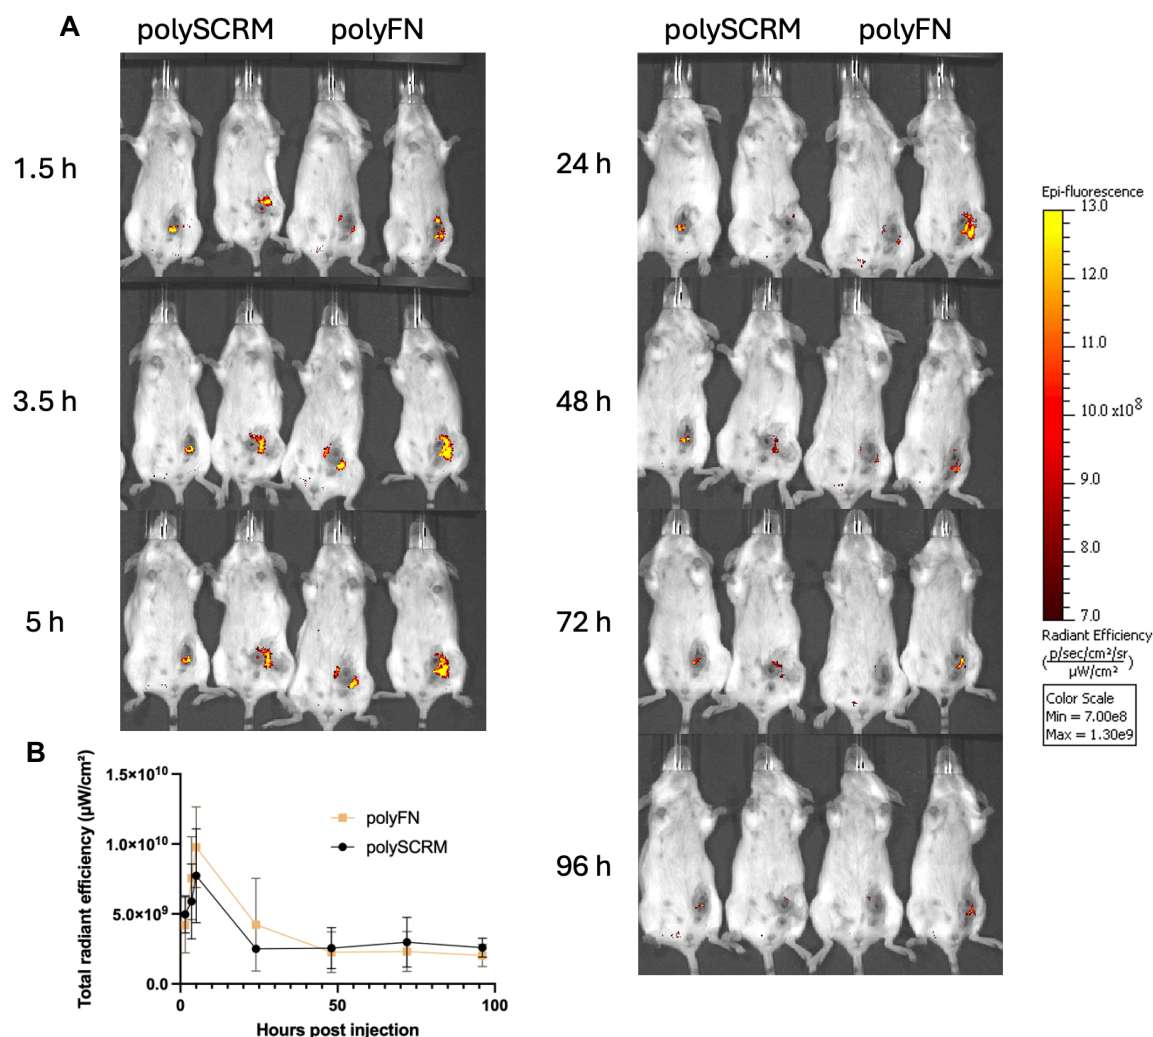 A
polySCRM polyFN
polySCRM polyFN
1.5 h
3.5 h
5 h
24 h
48 h
72 h
96 h
Epi-fluorescence
13.0
12.0
11.0
10.0 x10⁸
9.0
8.0
7.0
Radiant Efficiency
(p/sec/cm²/sr
µW/cm²)
Color Scale
Min = 7.00e8
Max = 1.30e9
B
Total radiant efficiency (µW/cm²)
1.5×10¹⁰
1.0×10¹⁰
5.0×10⁹
0.0
polyFN
polySCRM
0 50 100
Hours post injection